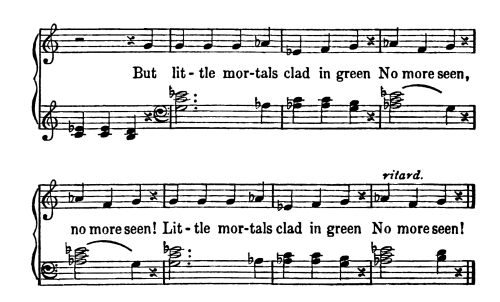 But lit-tle mor-tals clad in green No more seen,
ritard.
no more seen! Lit-tle mor-tals clad in green No more seen!